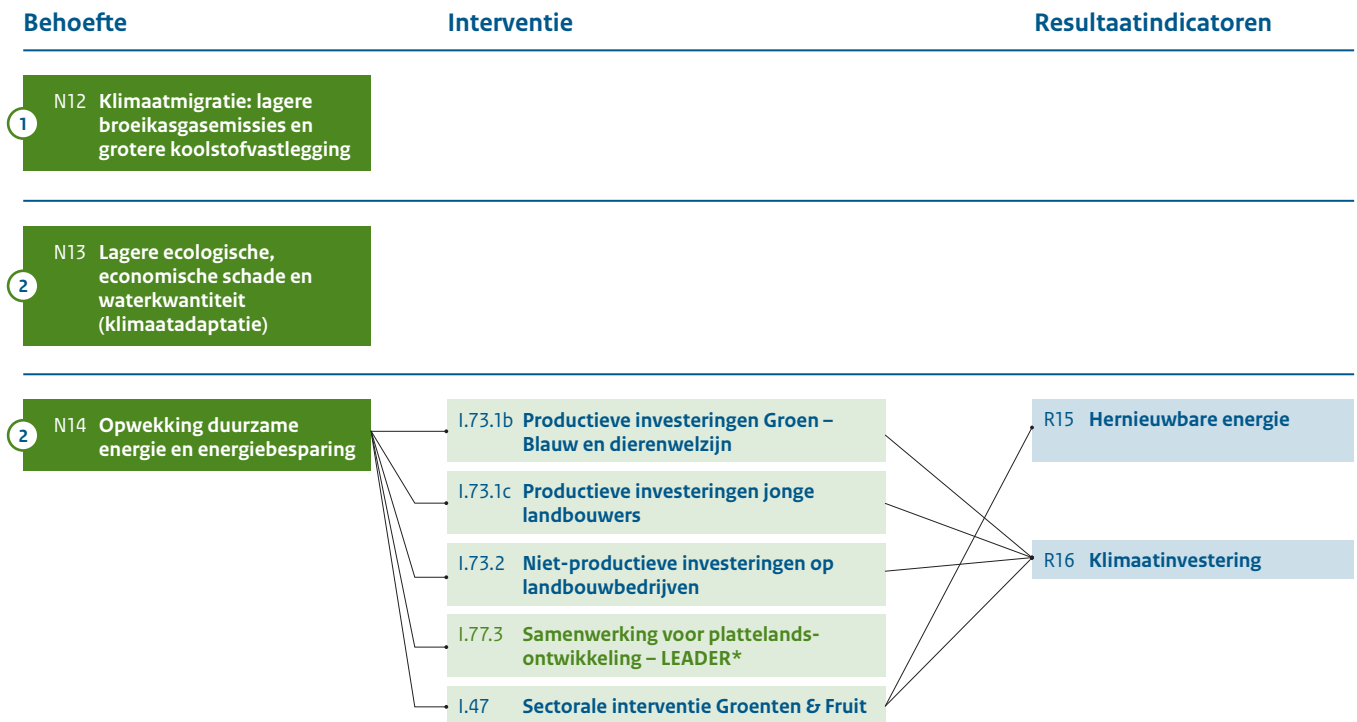 Behoefte
Interventie
Resultaatindicatoren
1
N12 Klimaatmigratie: lagere
broeikasgasemissies en
grotere koolstofvastlegging
2
N13 Lagere ecologische,
economische schade en
waterkwantiteit
(klimaatadaptatie)
2
N14 Opwekking duurzame
energie en energiebesparing
I.73.1b Productieve investeringen Groen –
Blauw en dierenwelzijn
I.73.1c Productieve investeringen jonge
landbouwers
I.73.2 Niet-productieve investeringen op
landbouwbedrijven
I.77.3 Samenwerking voor plattelands-
ontwikkeling – LEADER*
I.47 Sectorale interventie Groenten & Fruit
R15 Hernieuwbare energie
R16 Klimaatinvestering